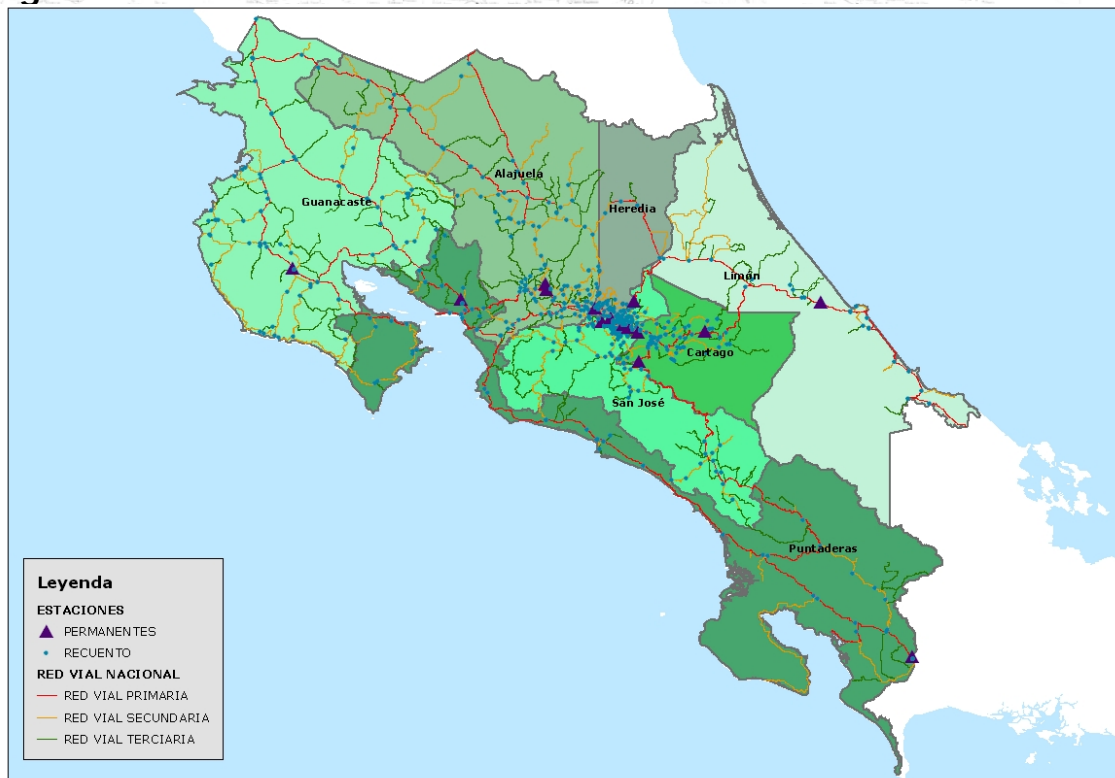 Alajuela
Guanacaste
Heredia
Limón
Cartago
San José
Puntaderas
Leyenda
ESTACIONES
PERMANENTES
RECUENTO
RED VIAL NACIONAL
RED VIAL PRIMARIA
RED VIAL SECUNDARIA
RED VIAL TERCIARIA